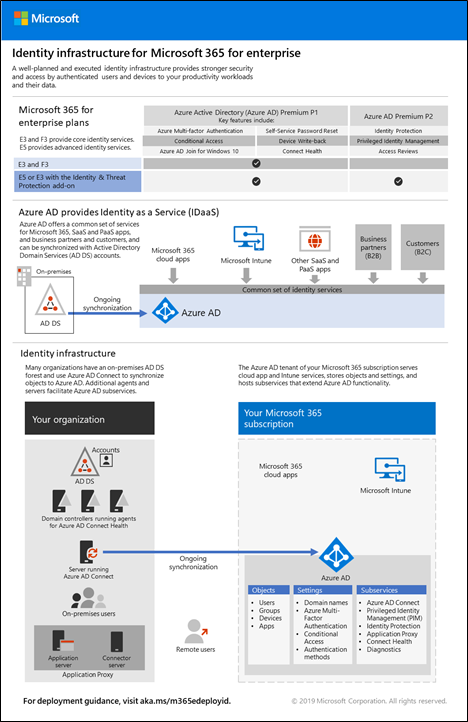 Microsoft
Identity infrastructure for Microsoft 365 for enterprise
A well-planned and executed identity infrastructure provides stronger security
and access by authenticated users and devices to your productivity workloads
and their data.
Microsoft 365 for
enterprise plans
E3 and F3 provide core identity services.
E5 provides advanced identity services.
Azure Active Directory (Azure AD) Premium P1
Key features include:
Azure AD Premium P2
Azure Multi-factor Authentication
Self-Service Password Reset
Identity Protection
Conditional Access
Device Write-back
Privileged Identity Management
Azure AD Join for Windows 10
Connect Health
Access Reviews
E3 and F3
E5 or E3 with the Identity & Threat
Protection add-on
Azure AD provides Identity as a Service (IDaaS)
Azure AD offers a common set of services
for Microsoft 365, SaaS and PaaS apps,
and business partners and customers, and
can be synchronized with Active Directory
Domain Services (AD DS) accounts.
Microsoft 365
cloud apps
Microsoft Intune
Other SaaS and
PaaS apps
Business
partners
(B2B)
Customers
(B2C)
On-premises
AD DS
Ongoing
synchronization
Common set of identity services
Azure AD
Identity infrastructure
Many organizations have an on-premises AD DS
forest and use Azure AD Connect to synchronize
objects to Azure AD. Additional agents and
servers facilitate Azure AD subservices.
The Azure AD tenant of your Microsoft 365 subscription serves
cloud app and Intune services, stores objects and settings, and
hosts subservices that extend Azure AD functionality.
Your organization
Your Microsoft 365
subscription
Accounts
AD DS
Domain controllers running agents
for Azure AD Connect Health
Server running
Azure AD Connect
On-premises users
Application
server
Connector
server
Application Proxy
Ongoing
synchronization
Remote users
Microsoft 365
cloud apps
Microsoft Intune
Azure AD
Objects
• Users
• Groups
• Devices
• Apps
Settings
• Domain names
• Azure Multi-
Factor
Authentication
• Conditional
Access
• Authentication
methods
Subservices
• Azure AD Connect
• Privileged Identity
Management (PIM)
• Identity Protection
• Application Proxy
• Connect Health
• Diagnostics
For deployment guidance, visit aka.ms/m365edeployid.
© 2019 Microsoft Corporation. All rights reserved.